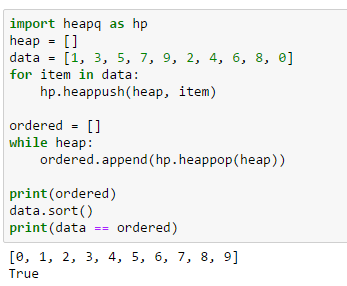 import heapq as hp
heap = []
data = [1, 3, 5, 7, 9, 2, 4, 6, 8, 0]
for item in data:
    hp.heappush(heap, item)

ordered = []
while heap:
    ordered.append(hp.heappop(heap))

print(ordered)
data.sort()
print(data == ordered)
[0, 1, 2, 3, 4, 5, 6, 7, 8, 9]
True